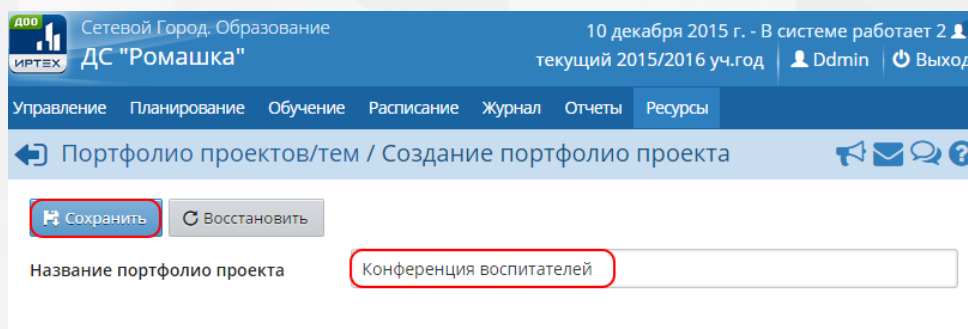 ДОО
ИРТЕХ
Сетевой Город. Образование
ДС "Ромашка"
10 декабря 2015 г. - В системе работает 2
текущий 2015/2016 уч.год Ddmin Выход
Управление Планирование Обучение Расписание Журнал Отчеты Ресурсы
Портфолио проектов/тем / Создание портфолио проекта
Сохранить Восстановить
Название портфолио проекта Конференция воспитателей